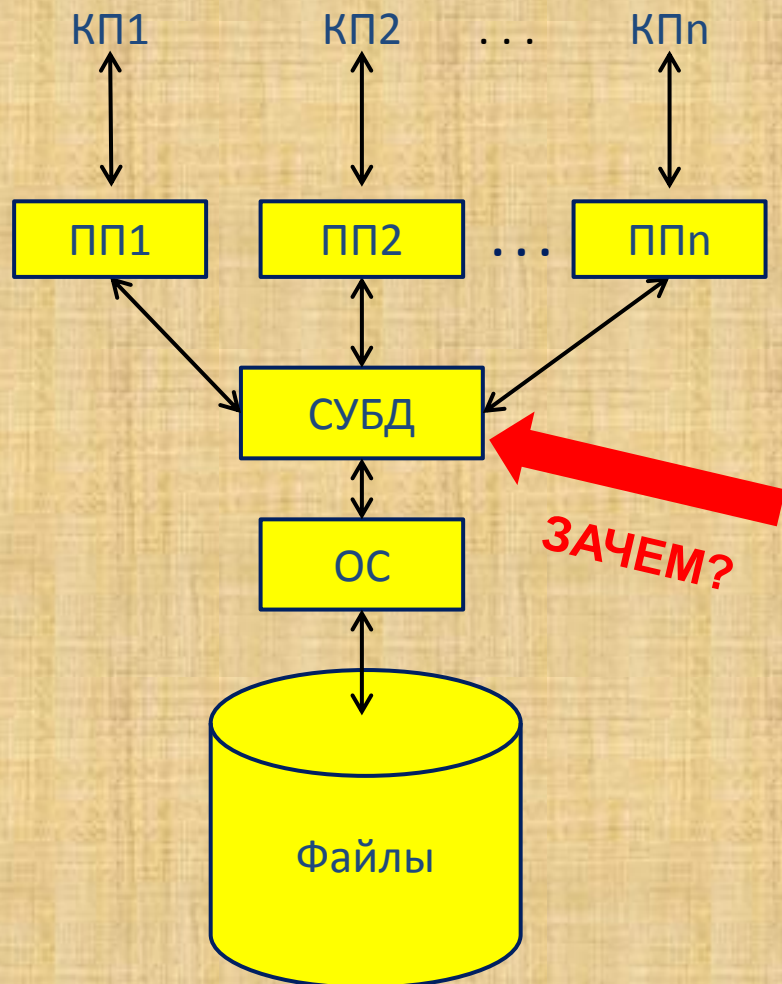 КП1 КП2 . . . КПn
ПП1 ПП2 . . . ППn
СУБД
ЗАЧЕМ?
ОС
Файлы